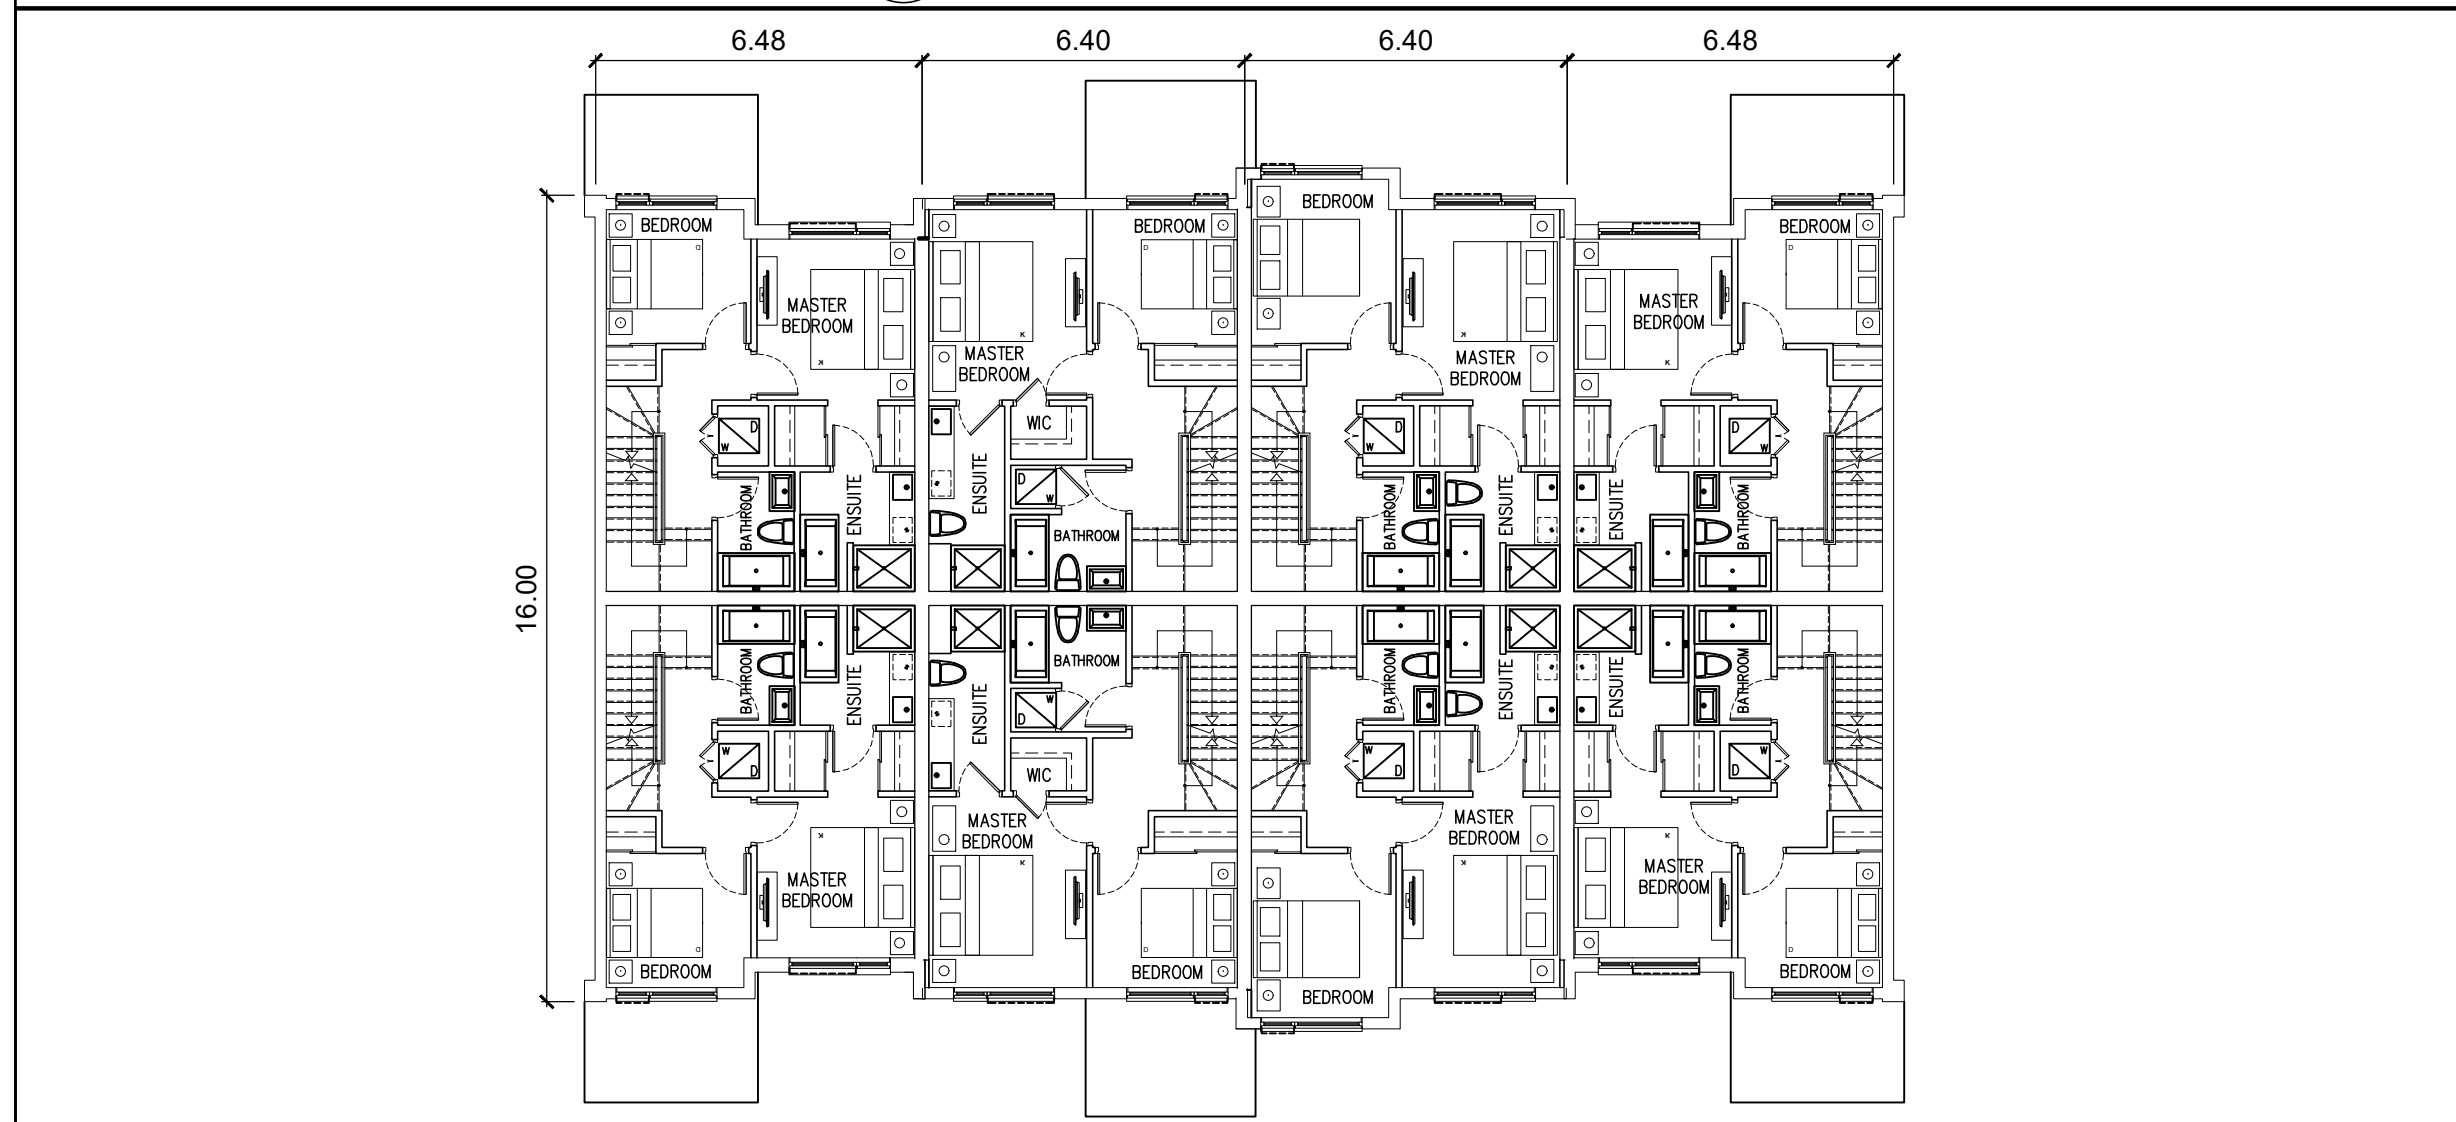 6.48 6.40 6.40 6.48
BEDROOM BEDROOM BEDROOM BEDROOM
MASTER BEDROOM
MASTER BEDROOM
MASTER BEDROOM
MASTER BEDROOM
K K K K
D D D
WIC
D W D W D W
D W
ENSUITE ENSUITE ENSUITE ENSUITE
BATHROOM BATHROOM BATHROOM BATHROOM
16.00
BATHROOM BATHROOM BATHROOM BATHROOM
ENSUITE ENSUITE ENSUITE ENSUITE
W D
W D W D W D
WIC
MASTER BEDROOM
MASTER BEDROOM
MASTER BEDROOM
MASTER BEDROOM
K K K K
D D D
BEDROOM BEDROOM BEDROOM BEDROOM